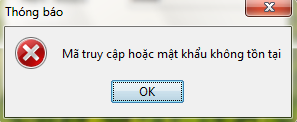 Thông báo
Mã truy cập hoặc mật khẩu không tồn tại
OK